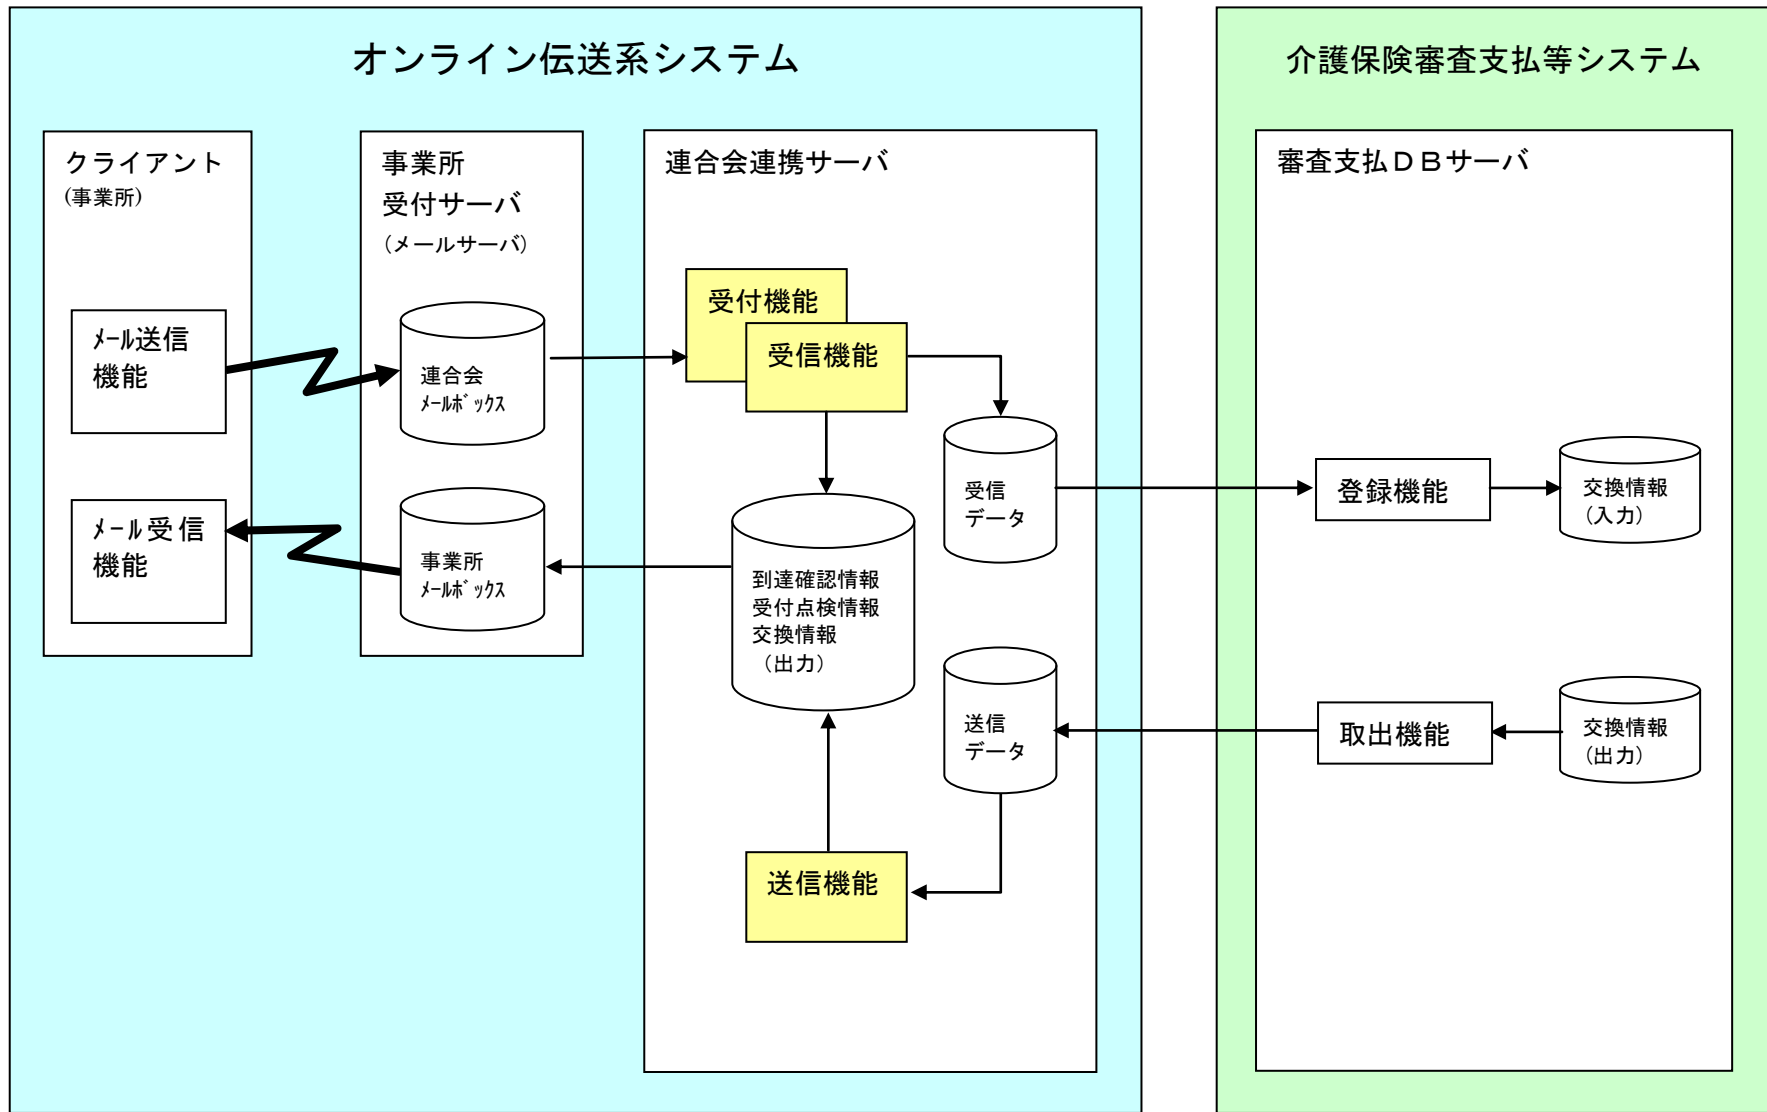 オンライン伝送系システム
介護保険審査支払等システム
クライアント
(事業所)
事業所
受付サーバ
(メールサーバ)
連合会連携サーバ
審査支払ＤＢサーバ
ﾒｰﾙ送信
機能
連合会
ﾒｰﾙﾎﾞｯｸｽ
受付機能
受信機能
受信
データ
登録機能
交換情報
(入力)
ﾒｰﾙ受信
機能
事業所
ﾒｰﾙﾎﾞｯｸｽ
到達確認情報
受付点検情報
交換情報
(出力)
送信
データ
取出機能
交換情報
(出力)
送信機能